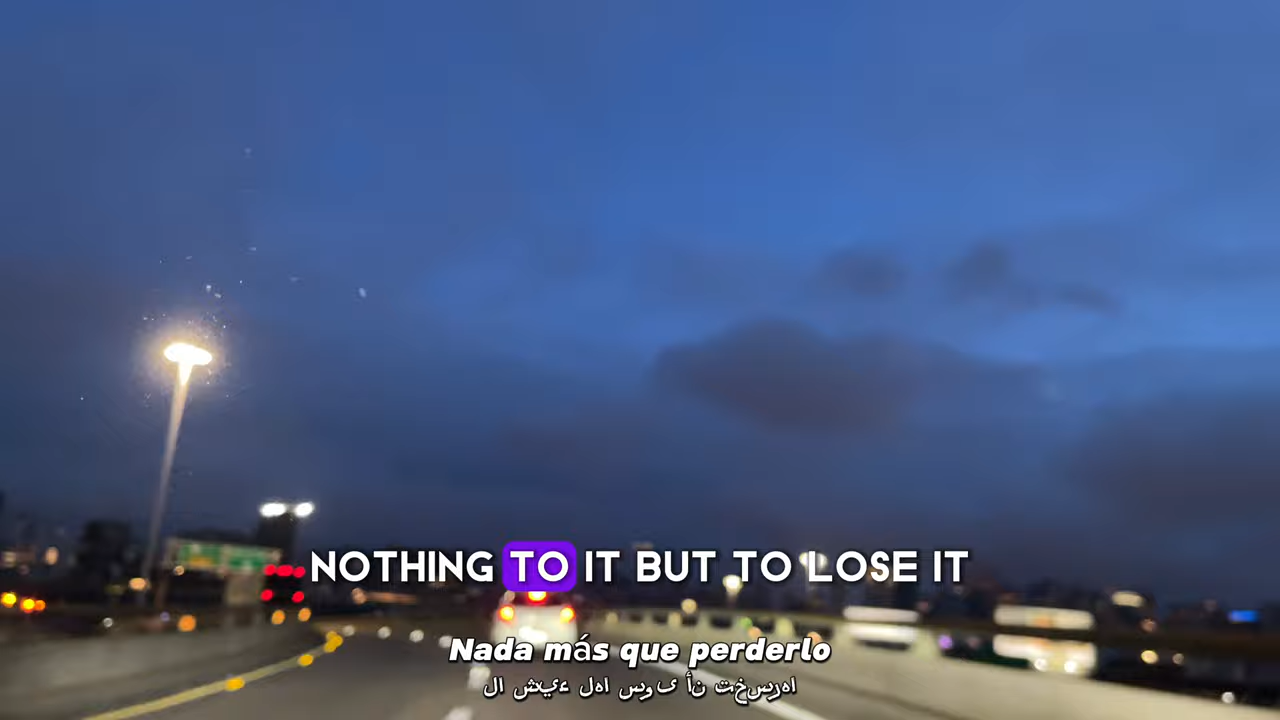 NOTHING TO IT BUT TO LOSE IT
Nada más que perderlo
لا شيء لها سوى أن تخسرها